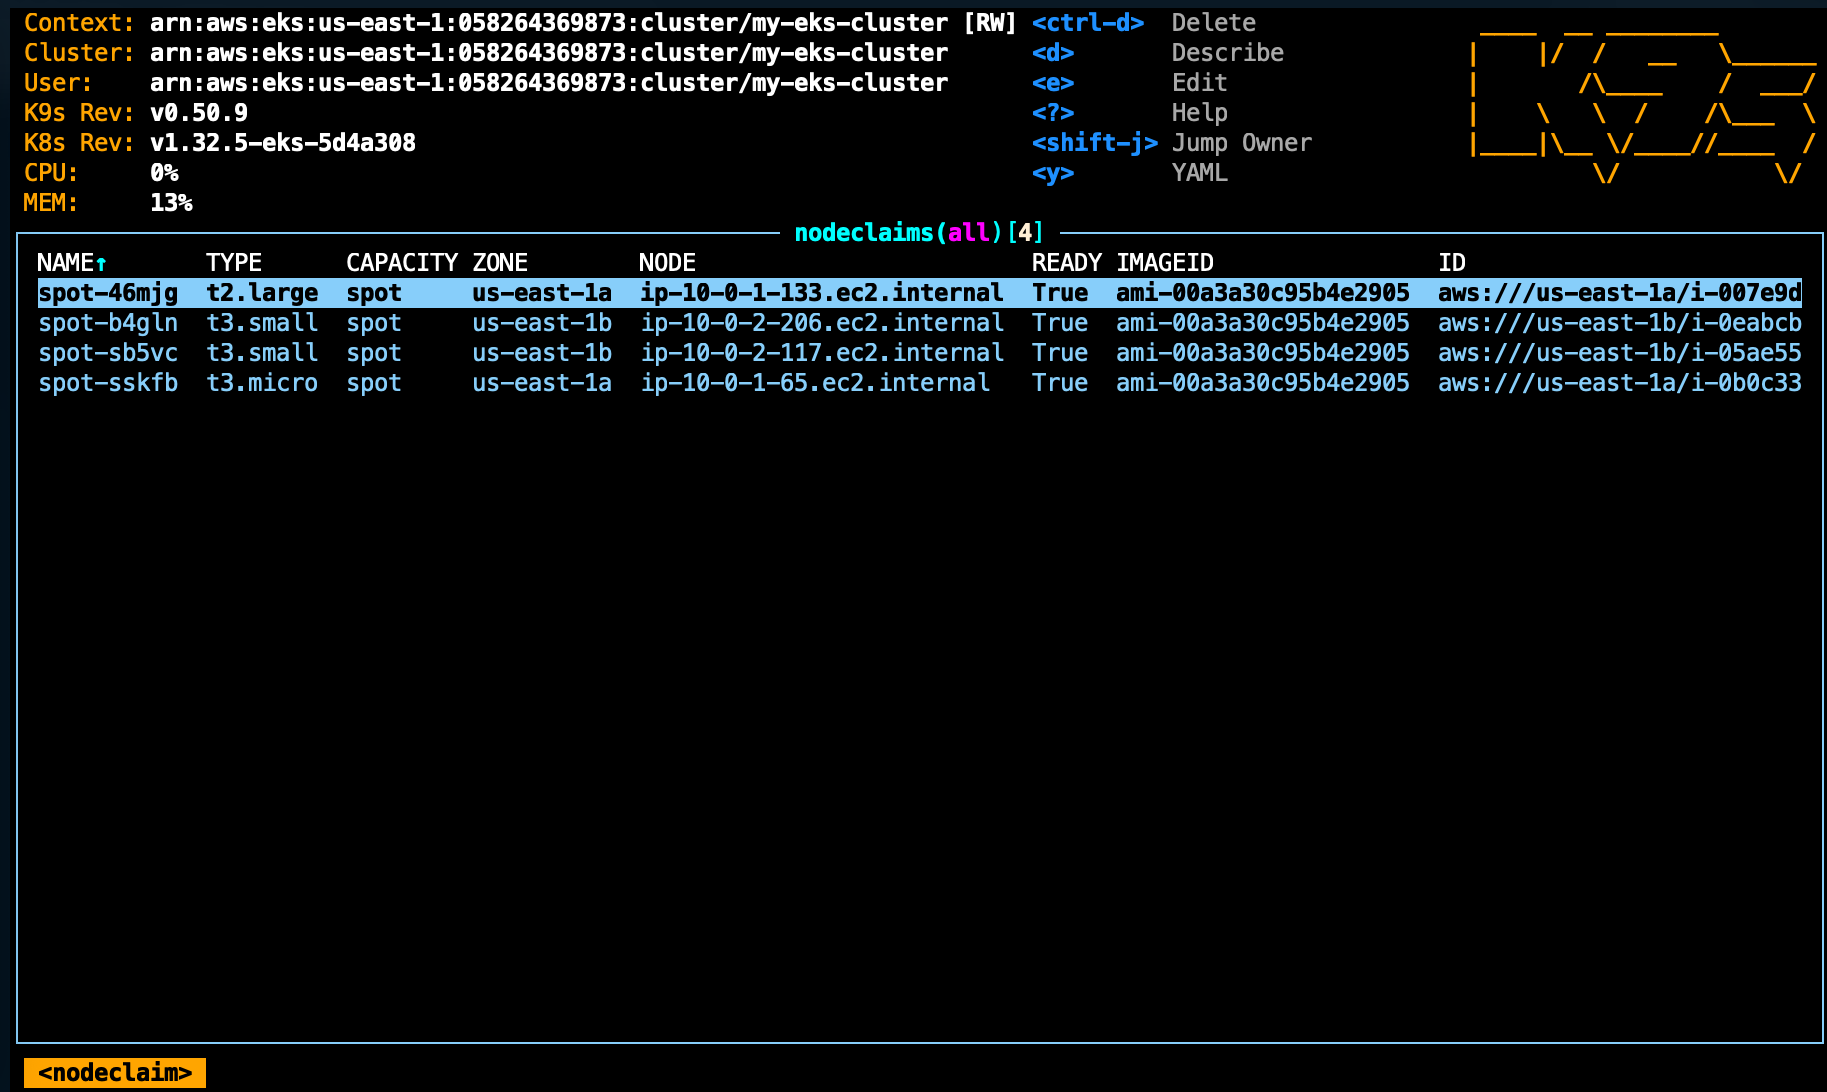 Context: arn:aws:eks:us-east-1:058264369873:cluster/my-eks-cluster [RW] <ctrl-d> Delete
Cluster: arn:aws:eks:us-east-1:058264369873:cluster/my-eks-cluster <d> Describe
User: arn:aws:eks:us-east-1:058264369873:cluster/my-eks-cluster <e> Edit
K9s Rev: v0.50.9 <?> Help
K8s Rev: v1.32.5-eks-5d4a308 <shift-j> Jump Owner
CPU: 0% <y> YAML
MEM: 13%
nodeclaims(all)[4]
NAME↑ TYPE CAPACITY ZONE NODE READY IMAGEID ID
spot-46mjg t2.large spot us-east-1a ip-10-0-1-133.ec2.internal True ami-00a3a30c95b4e2905 aws:///us-east-1a/i-007e9d
spot-b4gln t3.small spot us-east-1b ip-10-0-2-206.ec2.internal True ami-00a3a30c95b4e2905 aws:///us-east-1b/i-0eabcb
spot-sb5vc t3.small spot us-east-1b ip-10-0-2-117.ec2.internal True ami-00a3a30c95b4e2905 aws:///us-east-1b/i-05ae55
spot-sskfb t3.micro spot us-east-1a ip-10-0-1-65.ec2.internal True ami-00a3a30c95b4e2905 aws:///us-east-1a/i-0b0c33
<nodeclaim>